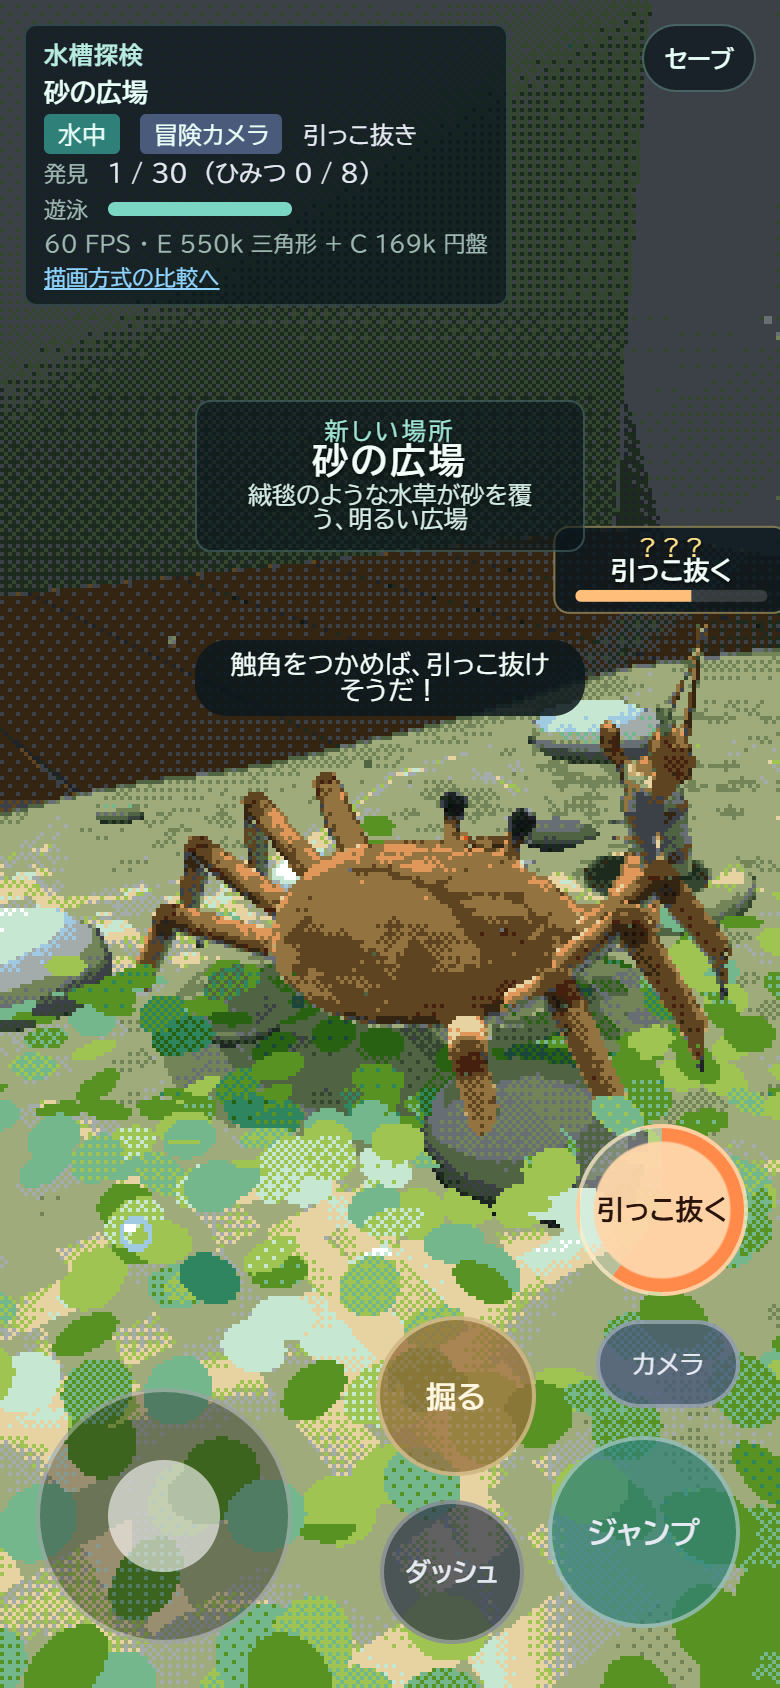 水槽探検
セーブ
砂の広場
水中 冒険カメラ 引っこ抜き
発見 1 / 30（ひみつ 0 / 8）
遊泳
60 FPS・E 550k 三角形 + C 169k 円盤
描画方式の比較へ
新しい場所
砂の広場
絨毯のような水草が砂を覆
う、明るい広場
？？？
引っこ抜く
触角をつかめば、引っこ抜け
そうだ！
引っこ抜く
カメラ
掘る
ジャンプ
ダッシュ